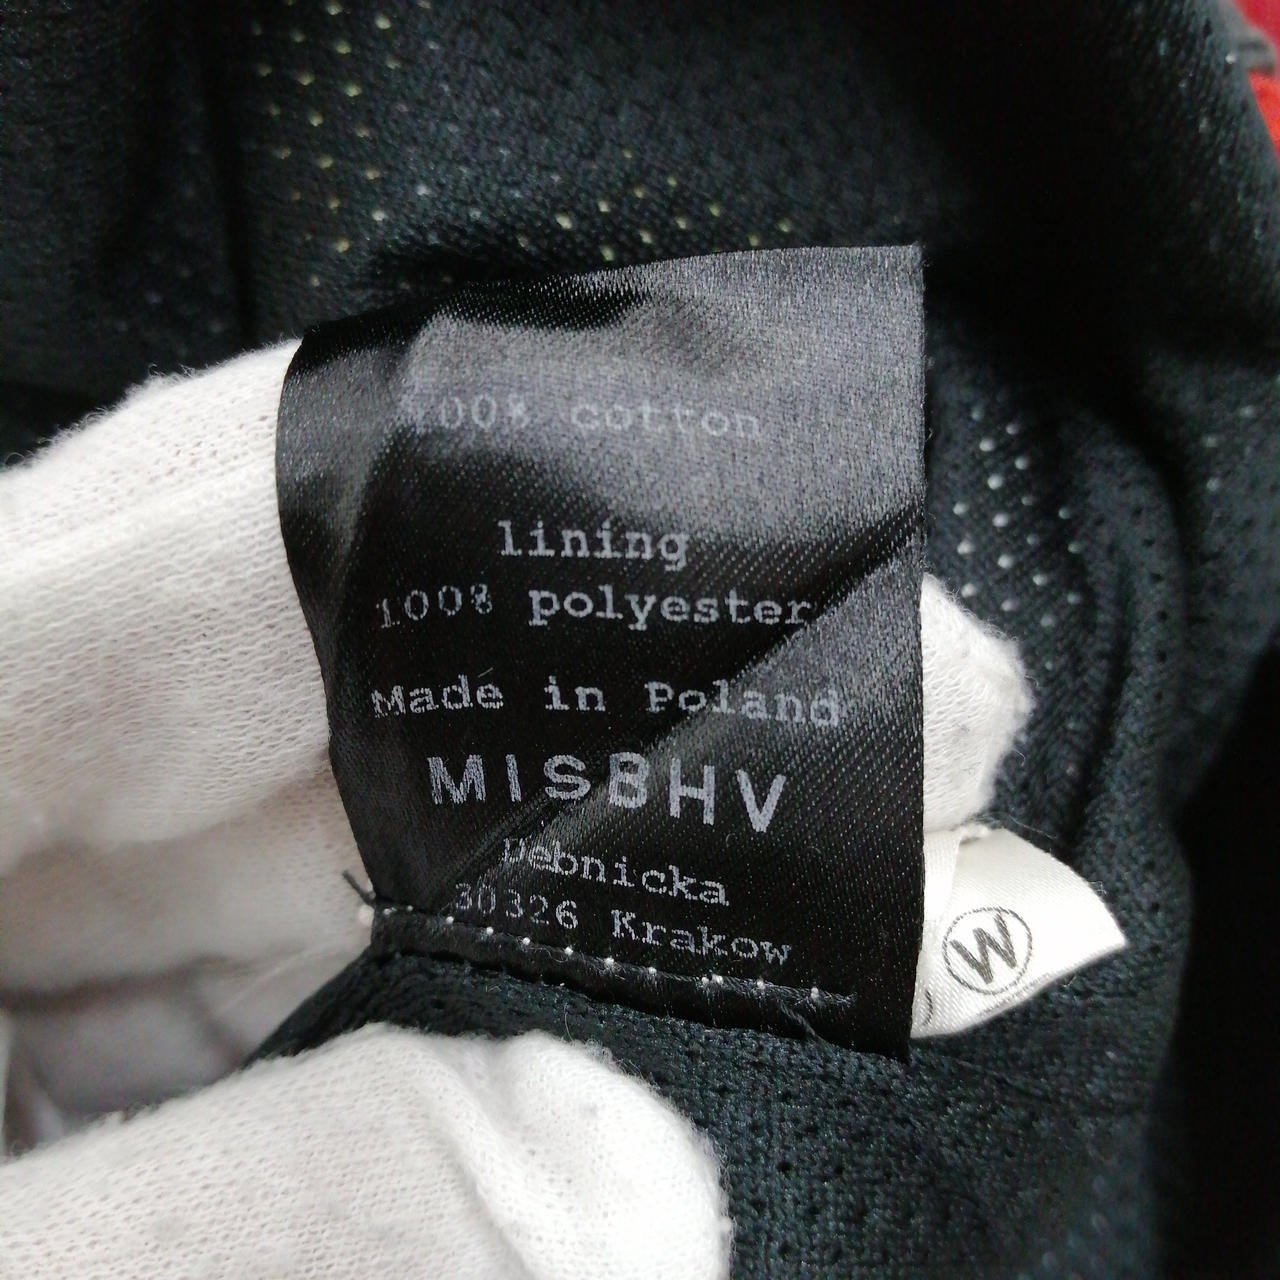 100% cotton
lining
100% polyester
Made in Poland
MISBHV
Dębnicka
30326 Krakow
W